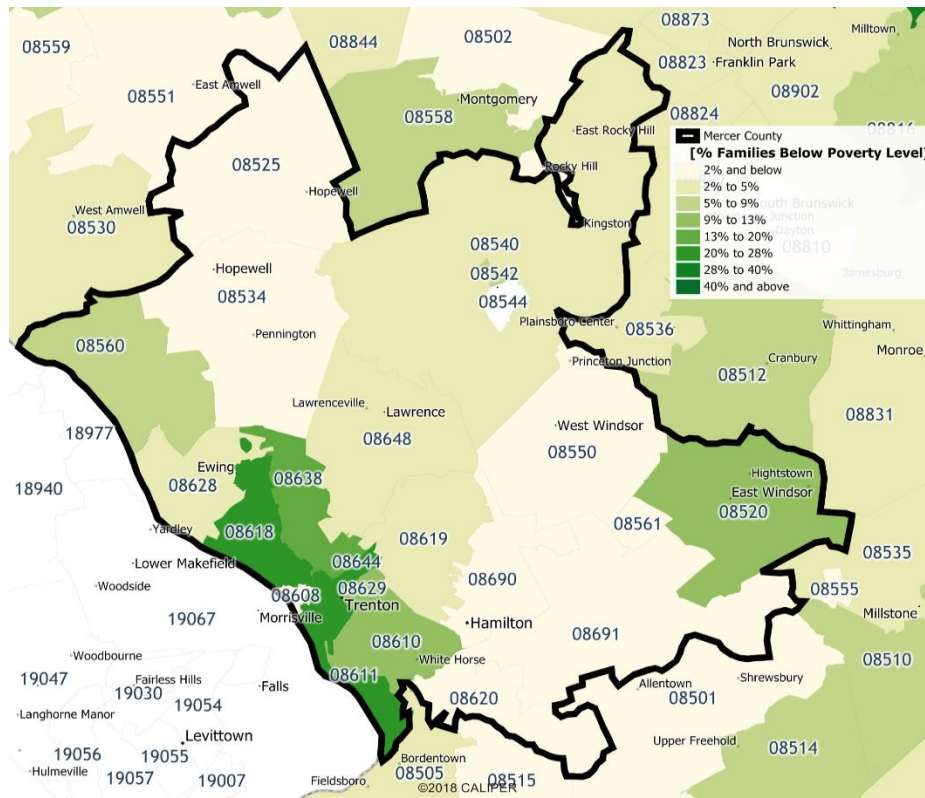 08873
Milltown
08559
08844
08502
North Brunswick
08823
Franklin Park
East Amwell
08551
08902
Montgomery
08558
08824
08816
East Rocky Hill
Mercer County
[% Families Below Poverty Level]
2% and below
2% to 5%
5% to 9%
9% to 13%
13% to 20%
20% to 28%
28% to 40%
40% and above
08525
Rocky Hill
Hopewell
South Brunswick
Junction
Dayton
08810
Jamesburg
West Amwell
08530
Kingston
08540
08542
08544
Hopewell
08534
Plainsboro Center
08536
Whittingham
Pennington
08560
Princeton Junction
Cranbury
08512
Monroe
Lawrenceville
Lawrence
08831
18977
08648
West Windsor
08550
Ewing
08638
Hightstown
18940
08628
East Windsor
08520
Yardley
08618
08561
08619
08535
Lower Makefield
08644
Woodside
08608
08629
Trenton
08690
08555
Morrisville
Millstone
19067
Hamilton
08691
08610
Woodbourne
White Horse
08510
19047
Fairless Hills
19030
Falls
08611
08620
Allentown
08501
Shrewsbury
19054
Langhorne Manor
Levittown
Upper Freehold
08514
19056
19055
Hulmeville
19057
19007
Bordentown
08505
Fieldsboro
08515
©2018 CALIPER